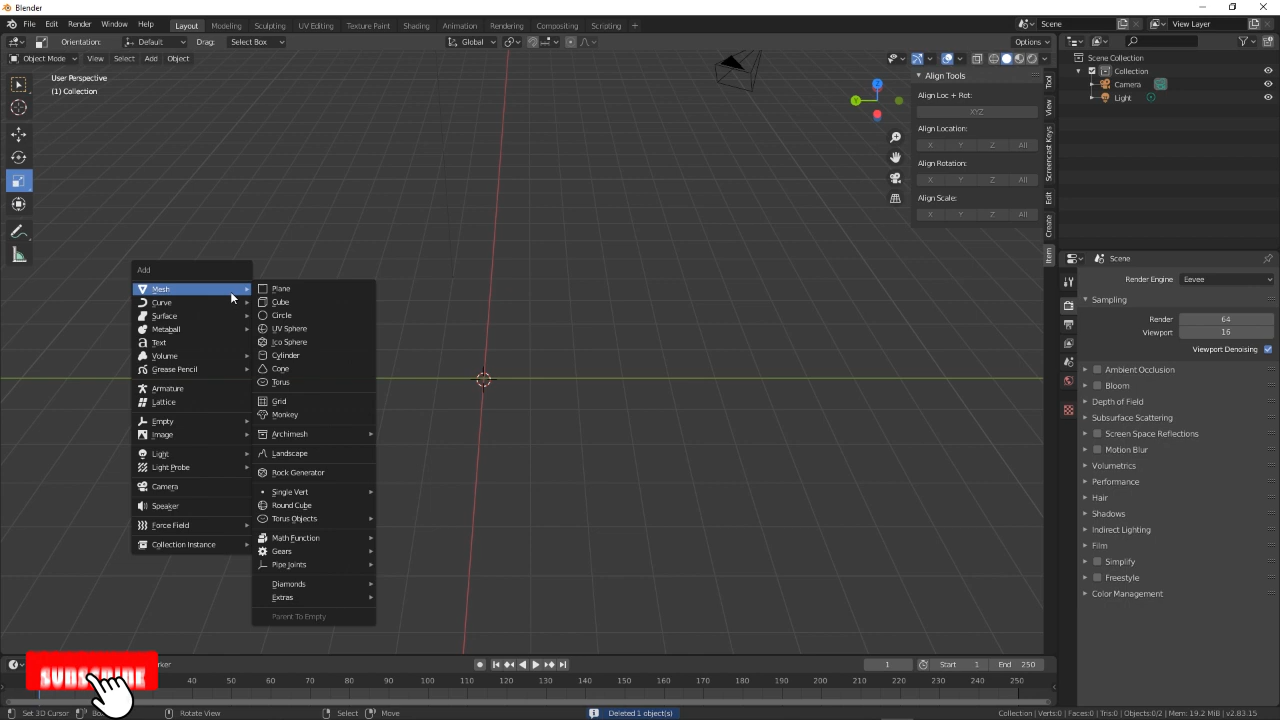 Blender
File Edit Render Window Help Layout Modeling Sculpting UV Editing Texture Paint Shading Animation Rendering Compositing Scripting + Scene View Layer
Orientation: Default Drag: Select Box Global Options
Object Mode View Select Add Object
User Perspective
(1) Collection
Align Tools
Align Loc + Rot:
XYZ
Align Location:
X Y Z All
Align Rotation:
X Y Z All
Align Scale:
X Y Z All
Y
Z
Tool
View
Screencast Keys
Edit
Create
Item
Scene Collection
Collection
Camera
Light
Scene
Render Engine Eevee
Sampling
Render 64
Viewport 16
Viewport Denoising
Ambient Occlusion
Bloom
Depth of Field
Subsurface Scattering
Screen Space Reflections
Motion Blur
Volumetrics
Performance
Hair
Shadows
Indirect Lighting
Film
Simplify
Freestyle
Color Management
Add
Mesh
Curve
Surface
Metaball
Text
Volume
Grease Pencil
Armature
Lattice
Empty
Image
Light
Light Probe
Camera
Speaker
Force Field
Collection Instance
Plane
Cube
Circle
UV Sphere
Ico Sphere
Cylinder
Cone
Torus
Grid
Monkey
Archimesh
Landscape
Rock Generator
Single Vert
Round Cube
Torus Objects
Math Function
Gears
Pipe Joints
Diamonds
Extras
Parent To Empty
SUBSCRIBE
1 Start 1 End 250
40 50 60 70 80 90 100 110 120 130 140 150 160 170 180 190 200 210 220 230 240 250
Set 3D Cursor Rotate View Select Move Deleted 1 object(s) Collection | Verts:0 | Faces:0 | Tris:0 | Objects:0/2 | Mem: 19.2 MiB | v2.83.15